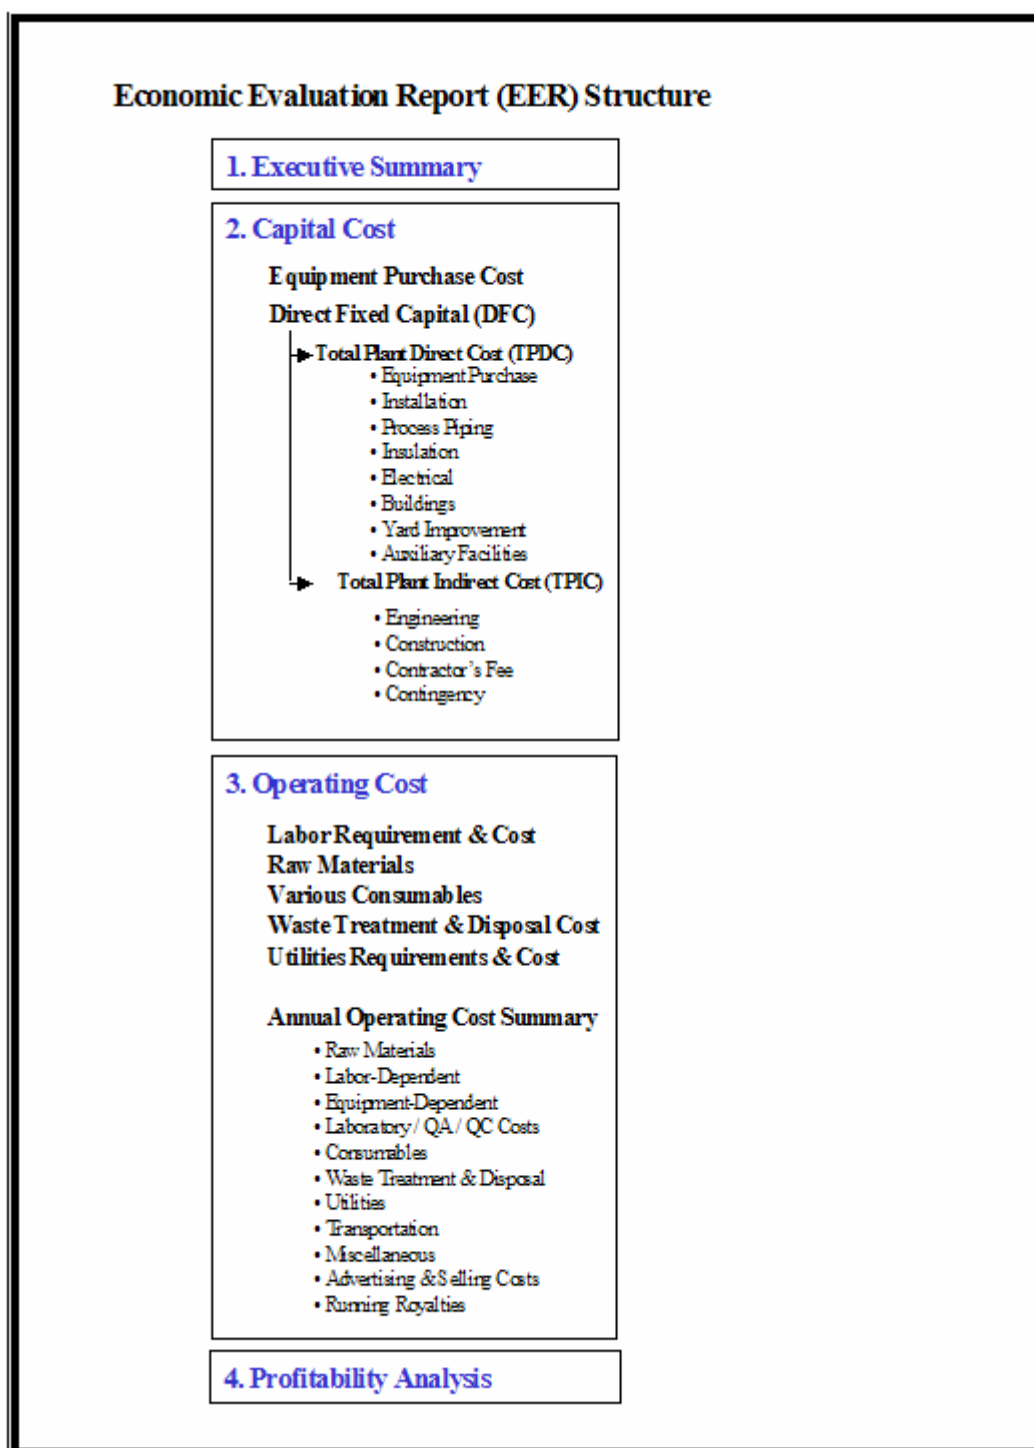 Economic Evaluation Report (EER) Structure
1. Executive Summary
2. Capital Cost
Equipment Purchase Cost
Direct Fixed Capital (DFC)
Total Plant Direct Cost (TPDC)
• Equipment Purchase
• Installation
• Process Piping
• Insulation
• Electrical
• Buildings
• Yard Improvement
• Auxiliary Facilities
Total Plant Indirect Cost (TPIC)
• Engineering
• Construction
• Contractor's Fee
• Contingency
3. Operating Cost
Labor Requirement & Cost
Raw Materials
Various Consumables
Waste Treatment & Disposal Cost
Utilities Requirements & Cost
Annual Operating Cost Summary
• Raw Materials
• Labor-Dependent
• Equipment-Dependent
• Laboratory / QA / QC Costs
• Consumables
• Waste Treatment & Disposal
• Utilities
• Transportation
• Miscellaneous
• Advertising & Selling Costs
• Running Royalties
4. Profitability Analysis